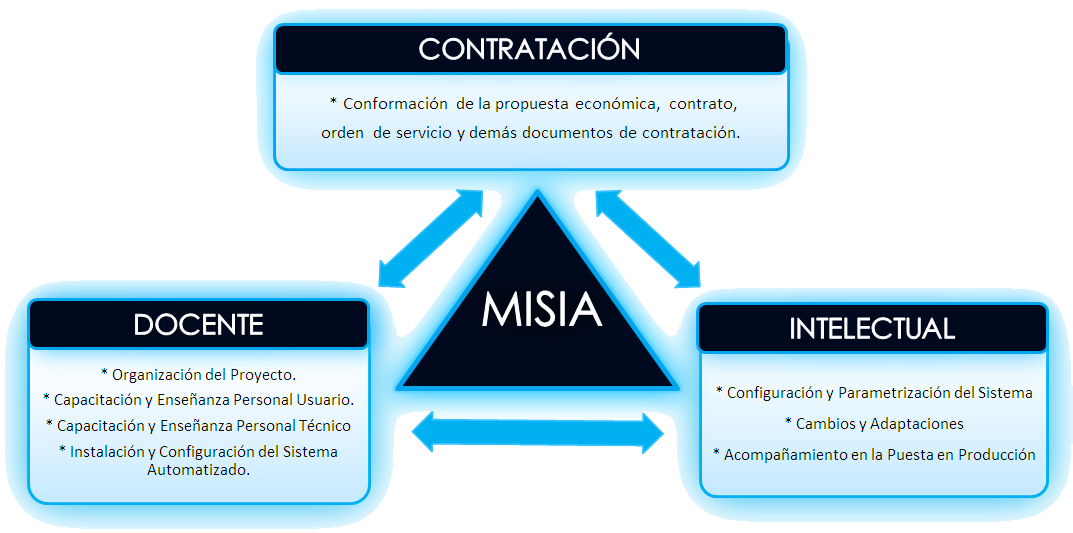 CONTRATACIÓN
* Conformación de la propuesta económica, contrato,
orden de servicio y demás documentos de contratación.
MISIA
DOCENTE
* Organización del Proyecto.
* Capacitación y Enseñanza Personal Usuario.
* Capacitación y Enseñanza Personal Técnico
* Instalación y Configuración del Sistema
Automatizado.
INTELECTUAL
* Configuración y Parametrización del Sistema
* Cambios y Adaptaciones
* Acompañamiento en la Puesta en Producción